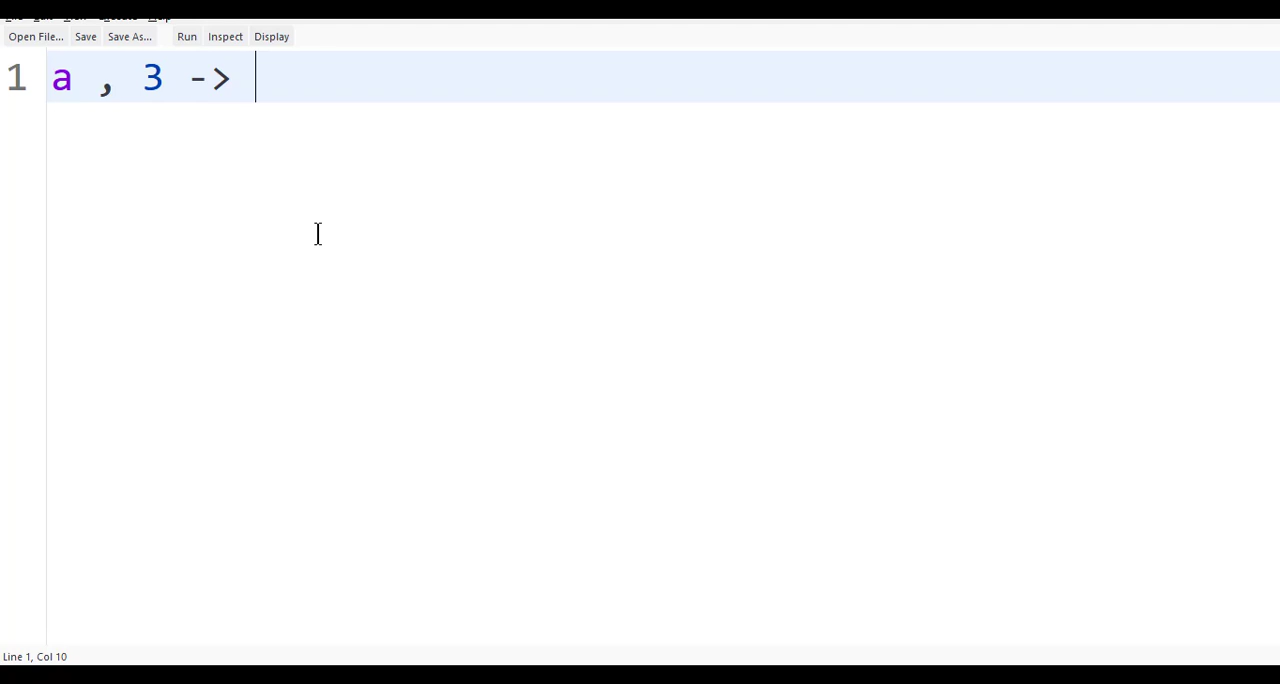 Open File... Save Save As... Run Inspect Display
1 a , 3 ->
Line 1, Col 10